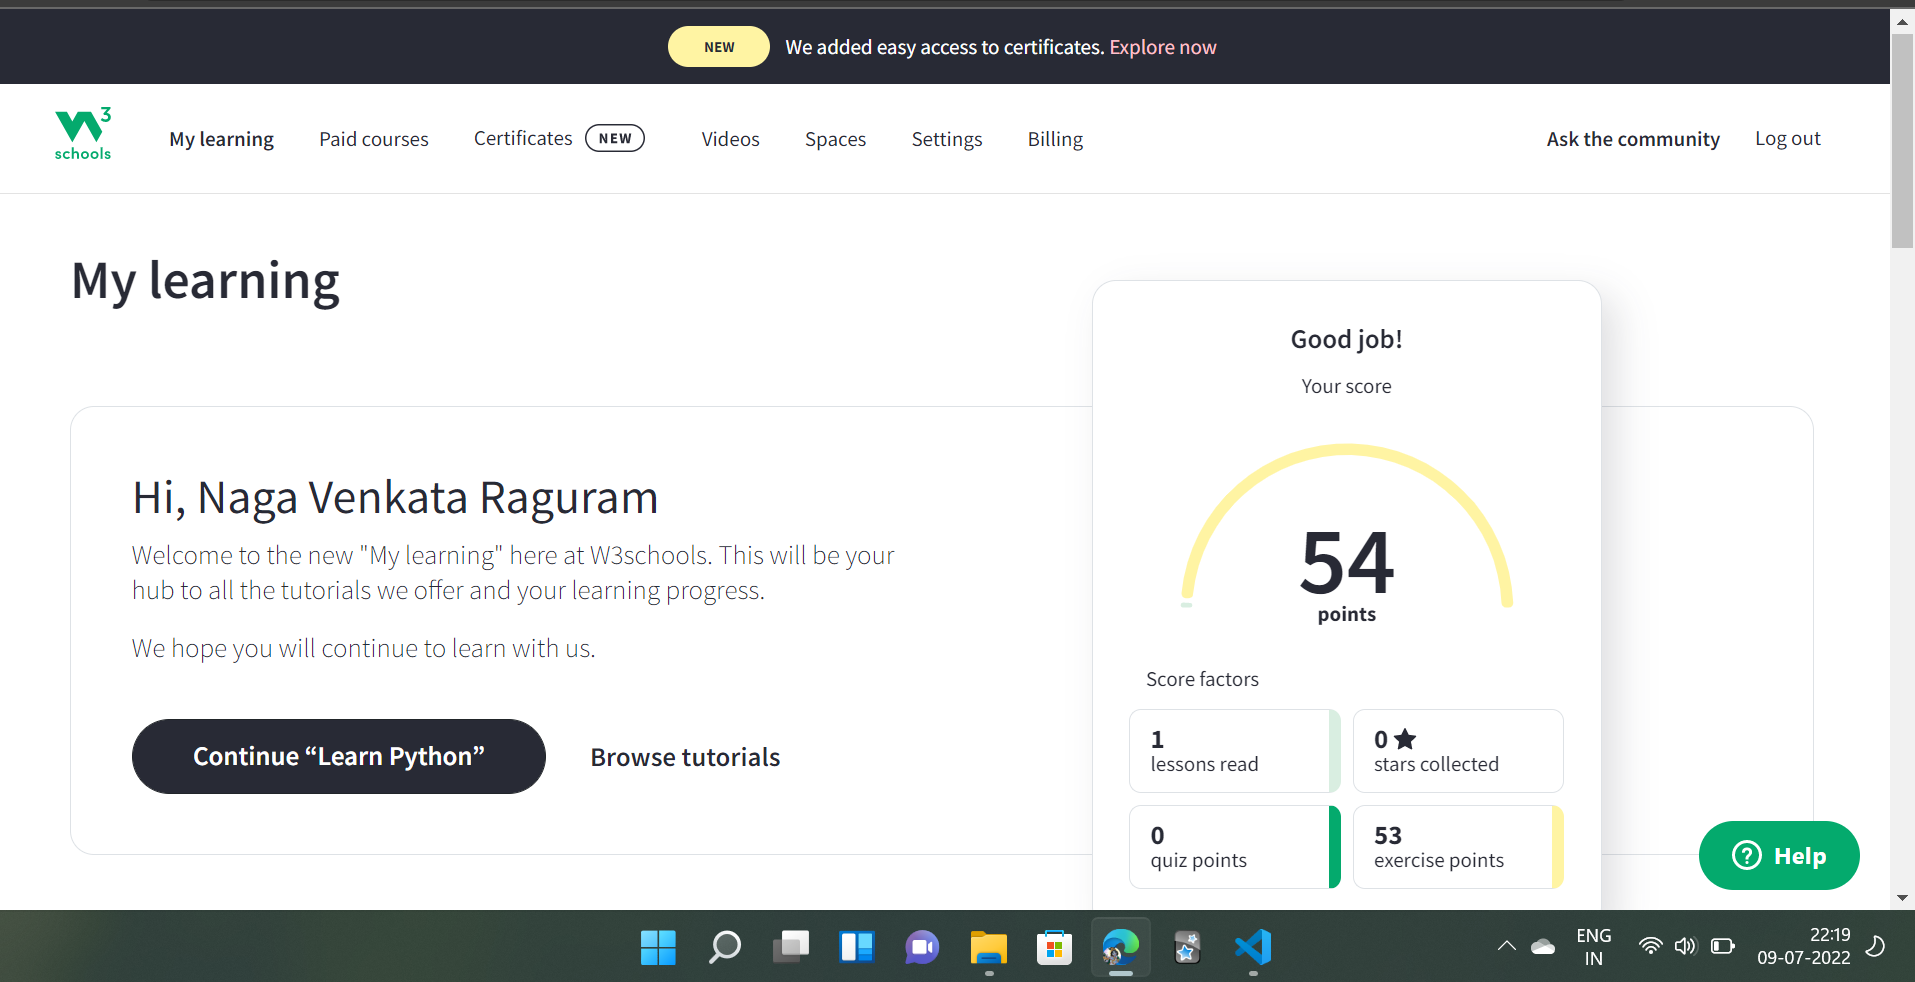 NEW We added easy access to certificates. Explore now
W3 schools
My learning Paid courses Certificates NEW Videos Spaces Settings Billing Ask the community Log out
My learning
Hi, Naga Venkata Raguram
Welcome to the new "My learning" here at W3schools. This will be your
hub to all the tutorials we offer and your learning progress.
We hope you will continue to learn with us.
Continue “Learn Python” Browse tutorials
Good job!
Your score
54
points
Score factors
1
lessons read
0
stars collected
0
quiz points
53
exercise points
Help
ENG
IN
22:19
09-07-2022